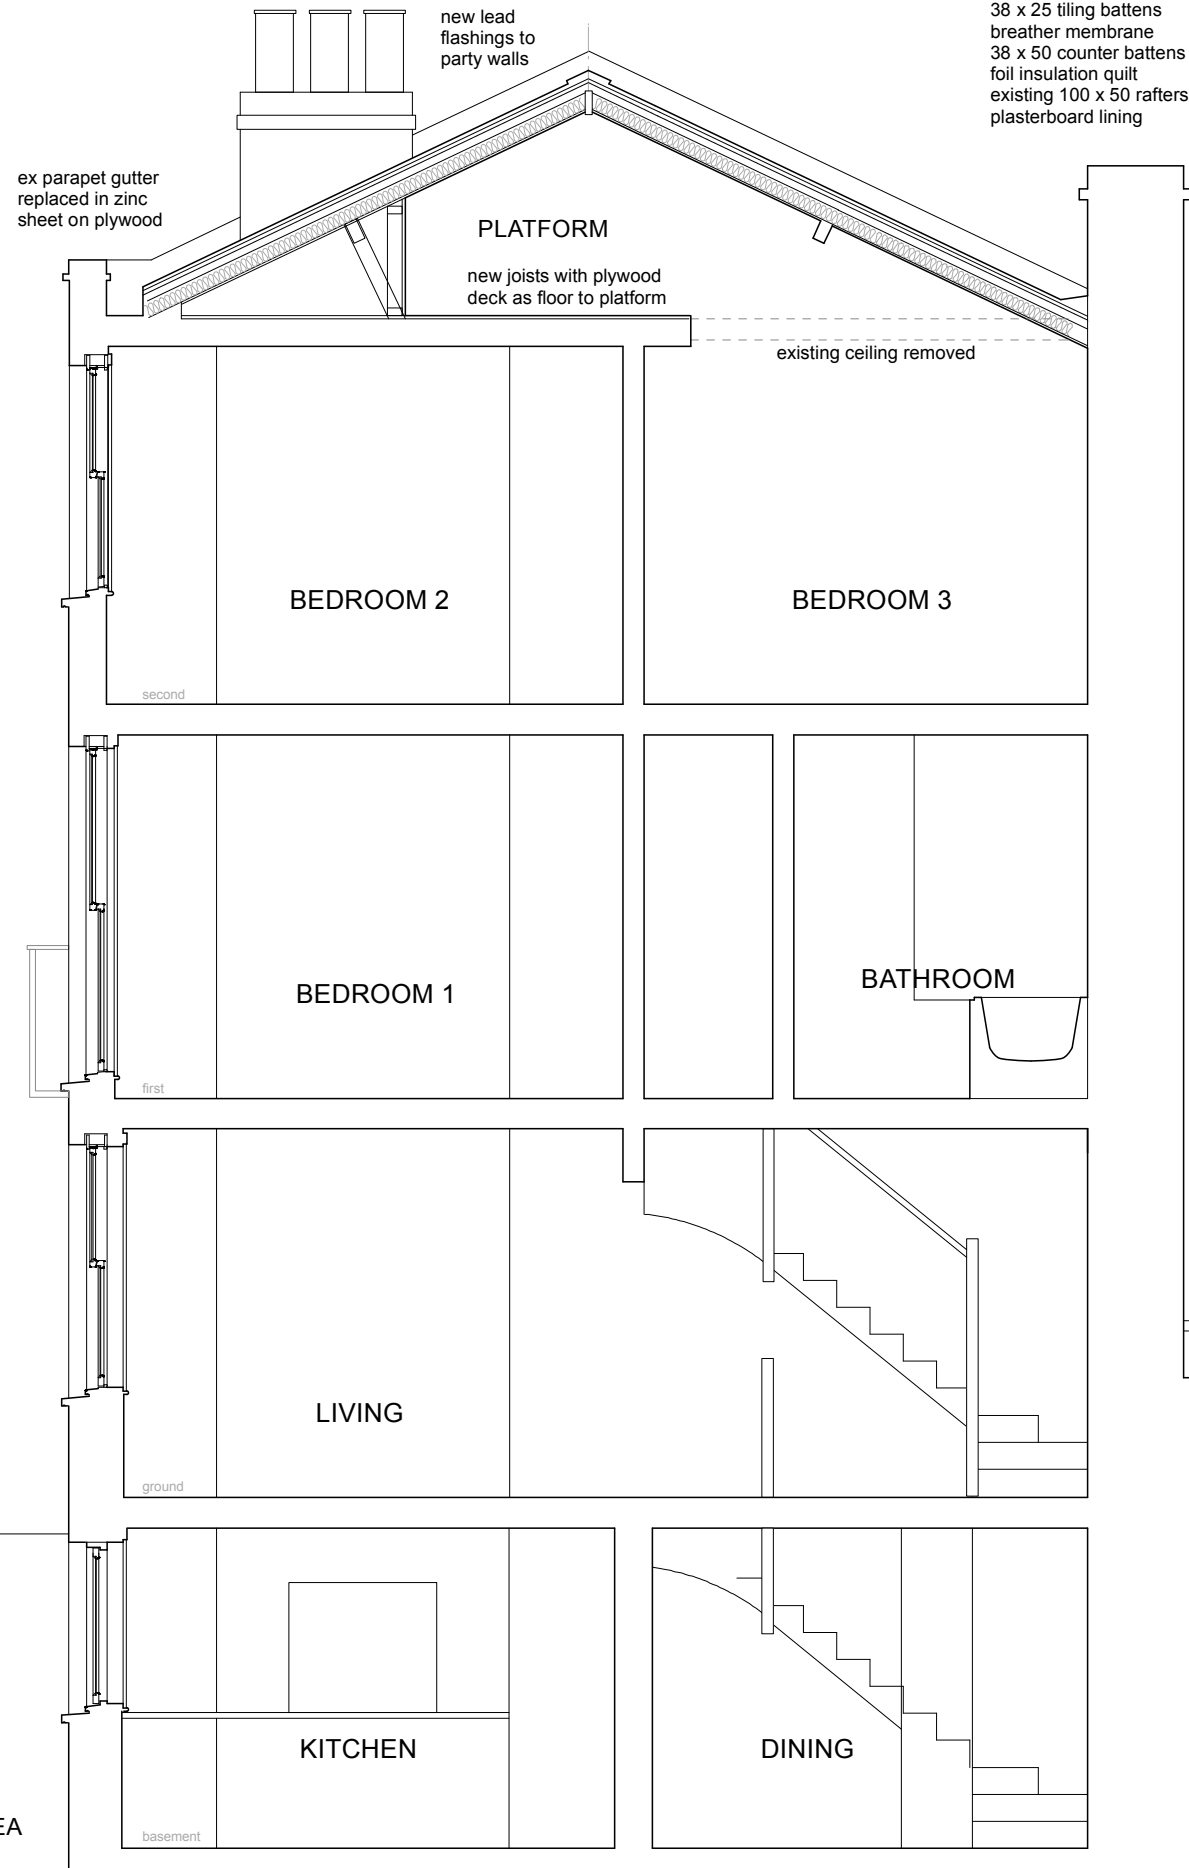 new lead
flashings to
party walls
38 x 25 tiling battens
breather membrane
38 x 50 counter battens
foil insulation quilt
existing 100 x 50 rafters
plasterboard lining
ex parapet gutter
replaced in zinc
sheet on plywood
PLATFORM
new joists with plywood
deck as floor to platform
existing ceiling removed
BEDROOM 2
BEDROOM 3
second
BEDROOM 1
BATHROOM
first
LIVING
ground
KITCHEN
DINING
EA
basement